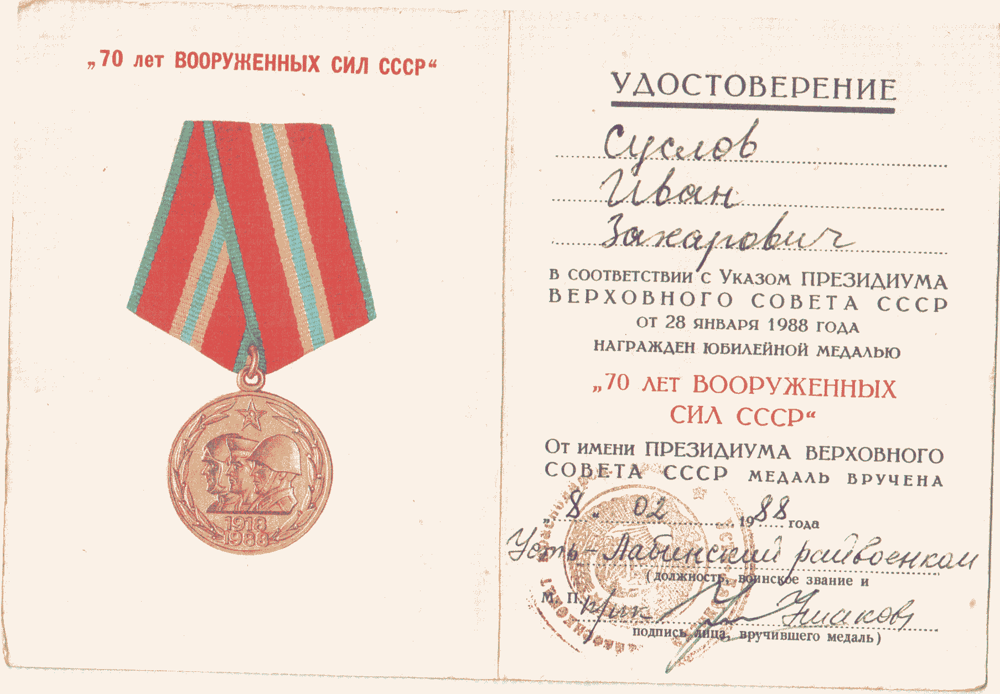 „70 лет ВООРУЖЕННЫХ СИЛ СССР“
1918
1988
УДОСТОВЕРЕНИЕ
Суслов
Иван
Захарович
В СООТВЕТСТВИИ С УКАЗОМ ПРЕЗИДИУМА
ВЕРХОВНОГО СОВЕТА СССР
ОТ 28 ЯНВАРЯ 1988 ГОДА
НАГРАЖДЕН ЮБИЛЕЙНОЙ МЕДАЛЬЮ
„70 ЛЕТ ВООРУЖЕННЫХ
СИЛ СССР“
ОТ ИМЕНИ ПРЕЗИДИУМА ВЕРХОВНОГО
СОВЕТА СССР МЕДАЛЬ ВРУЧЕНА
„8“ 02 1988 года
Усть-Лабинский райвоенком
(должность, воинское звание и
М. П. п/пк Ушаков
подпись лица, вручившего медаль)